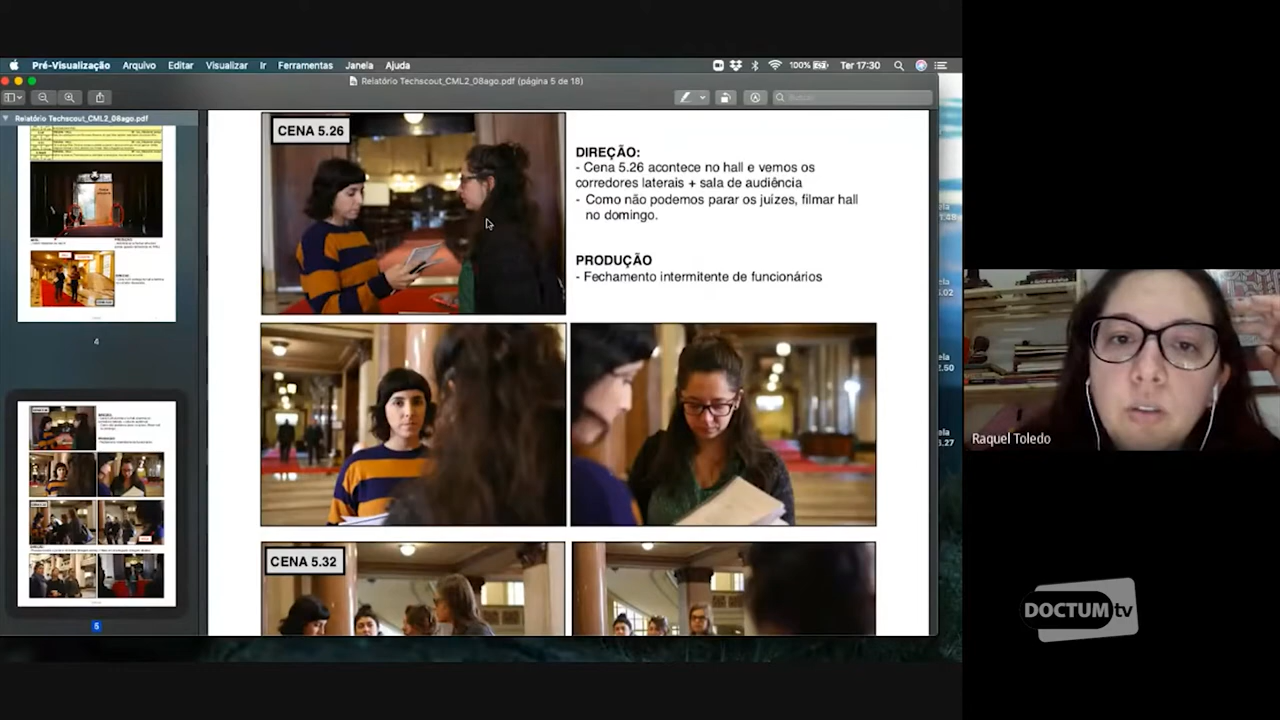 Pré-Visualização Arquivo Editar Visualizar Ir Ferramentas Janela Ajuda
100% Ter 17:30
Relatório Techscout_CML2_08ago.pdf (página 5 de 18)
Buscar
Relatório Techscout_CML2_08ago.pdf
4
5
CENA 5.26
DIREÇÃO:
- Cena 5.26 acontece no hall e vemos os
corredores laterais + sala de audiência
- Como não podemos parar os juízes, filmar hall
no domingo.
PRODUÇÃO
- Fechamento intermitente de funcionários
CENA 5.32
Raquel Toledo
DOCTUM tv